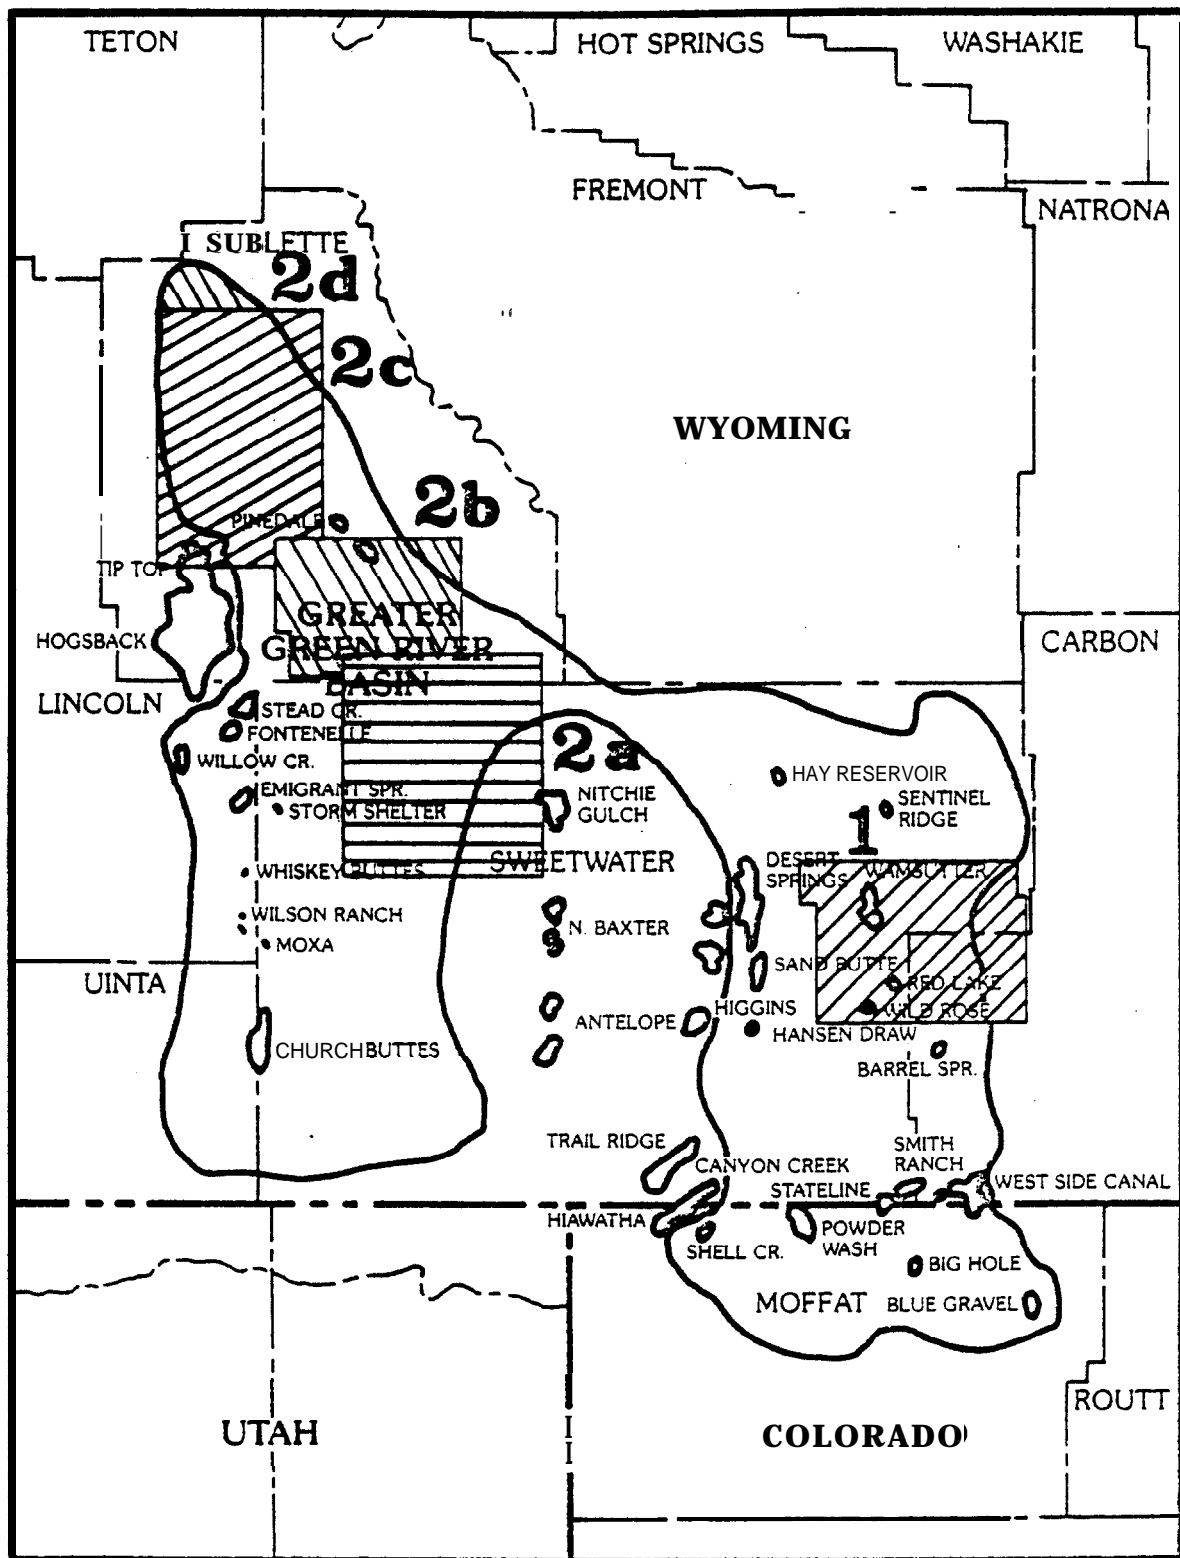 TETON
HOT SPRINGS
WASHAKIE
FREMONT
NATRONA
I SUBLETTE
2d
2c
WYOMING
2b
PINEDALE
TIP TOP
GREATER
GREEN RIVER
BASIN
HOGSBACK
CARBON
LINCOLN
STEAD CR.
FONTENELLE
2a
WILLOW CR.
HAY RESERVOIR
EMIGRANT SPR.
STORM SHELTER
NITCHIE
GULCH
SENTINEL
RIDGE
1
SWEETWATER
DESERT
SPRINGS
WAMSUTTER
WHISKEY BUTTES
WILSON RANCH
MOXA
N. BAXTER
SAND BUTTE
UINTA
RED LAKE
HIGGINS
WILD ROSE
ANTELOPE
HANSEN DRAW
CHURCH BUTTES
BARREL SPR.
TRAIL RIDGE
SMITH
RANCH
CANYON CREEK
STATELINE
WEST SIDE CANAL
HIAWATHA
POWDER
WASH
SHELL CR.
BIG HOLE
MOFFAT
BLUE GRAVEL
ROUTT
UTAH
COLORADO